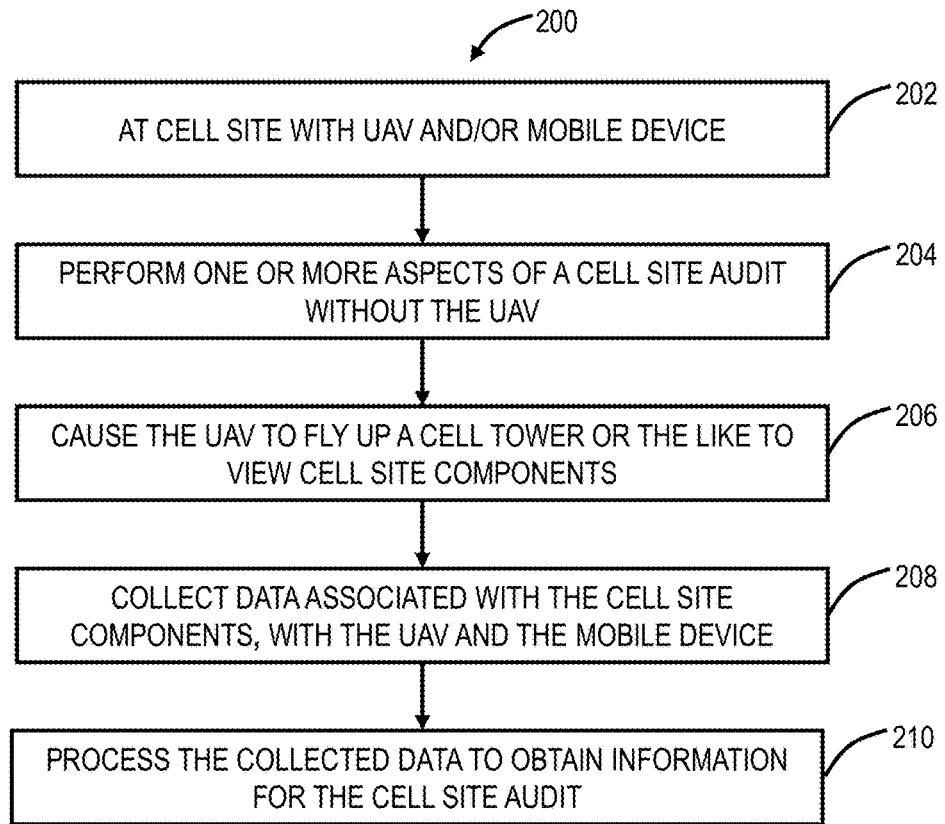 200
AT CELL SITE WITH UAV AND/OR MOBILE DEVICE
202
PERFORM ONE OR MORE ASPECTS OF A CELL SITE AUDIT
WITHOUT THE UAV
204
CAUSE THE UAV TO FLY UP A CELL TOWER OR THE LIKE TO
VIEW CELL SITE COMPONENTS
206
COLLECT DATA ASSOCIATED WITH THE CELL SITE
COMPONENTS, WITH THE UAV AND THE MOBILE DEVICE
208
PROCESS THE COLLECTED DATA TO OBTAIN INFORMATION
FOR THE CELL SITE AUDIT
210